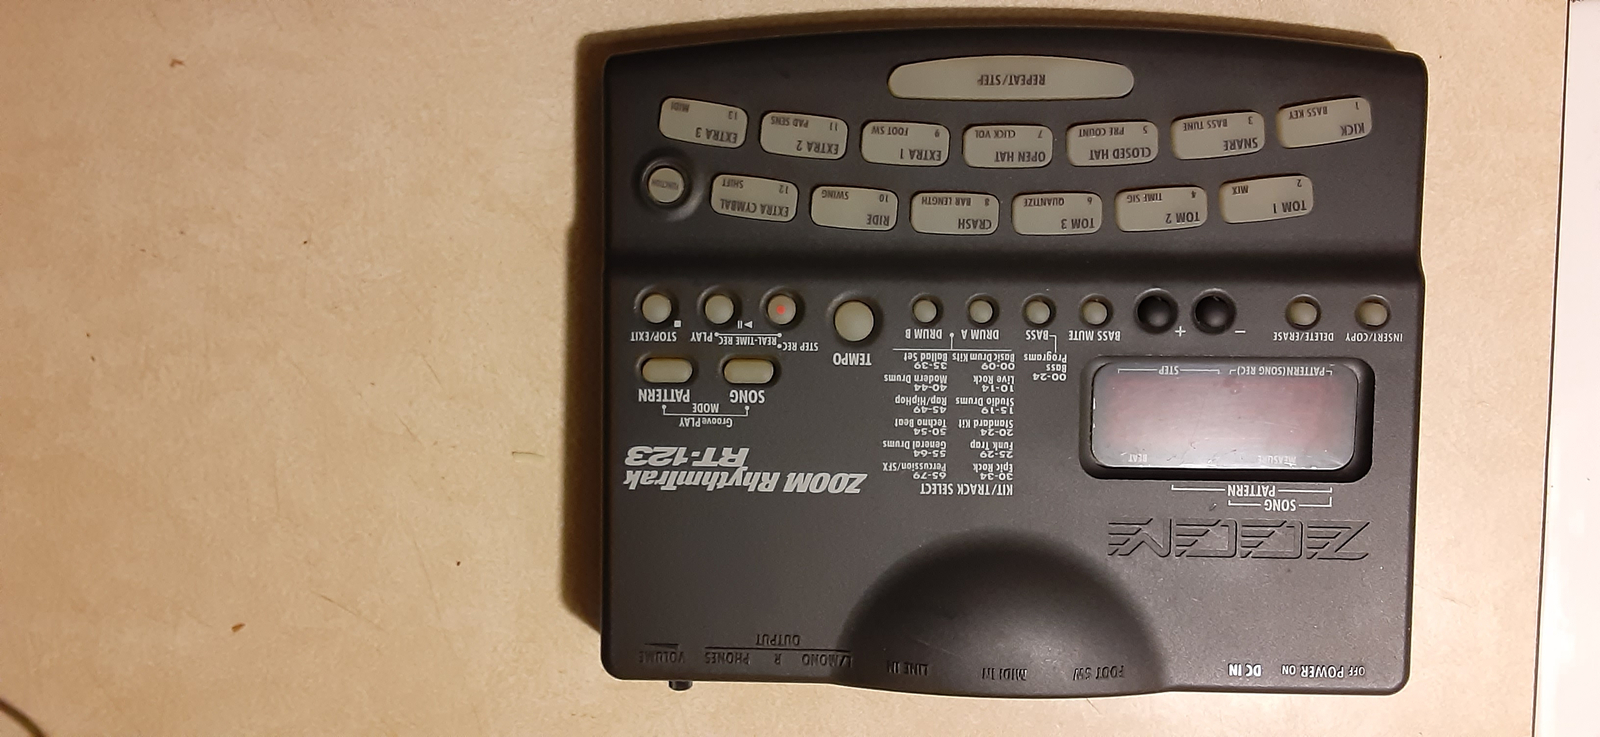 OFF POWER ON
DC IN
FOOT SW
MIDI IN
LINE IN
L/MONO
R
PHONES
OUTPUT
VOLUME
ZOOM
SONG
PATTERN
MEASURE
BEAT
PATTERN(SONG REC)
STEP
ZOOM RhythmTrak
RT-123
KIT/TRACK SELECT
30-34
Epic Rock
25-29
Funk Trap
20-24
Standard Kit
15-19
Studio Drums
10-14
Live Rock
00-09
Basic Drum Kits
65-79
Percussion/SFX
55-64
General Drums
50-54
Techno Beat
45-49
Rap/HipHop
40-44
Modern Drums
35-39
Ballad Set
00-24
Bass
Programs
GroovePLAY
MODE
SONG
PATTERN
INSERT/COPY
DELETE/ERASE
−
+
BASS MUTE
BASS
DRUM A
DRUM B
TEMPO
STEP REC
REAL-TIME REC
PLAY
STOP/EXIT
TOM 1
2 MIX
TOM 2
4 TIME SIG
TOM 3
6 QUANTIZE
CRASH
8 BAR LENGTH
RIDE
10 SWING
EXTRA CYMBAL
12 SHIFT
FUNCTION
KICK
1 BASS KEY
SNARE
3 BASS TUNE
CLOSED HAT
5 PRE COUNT
OPEN HAT
7 CLICK VOL
EXTRA 1
9 FOOT SW
EXTRA 2
11 PAD SENS
EXTRA 3
13 MIDI
REPEAT/STEP